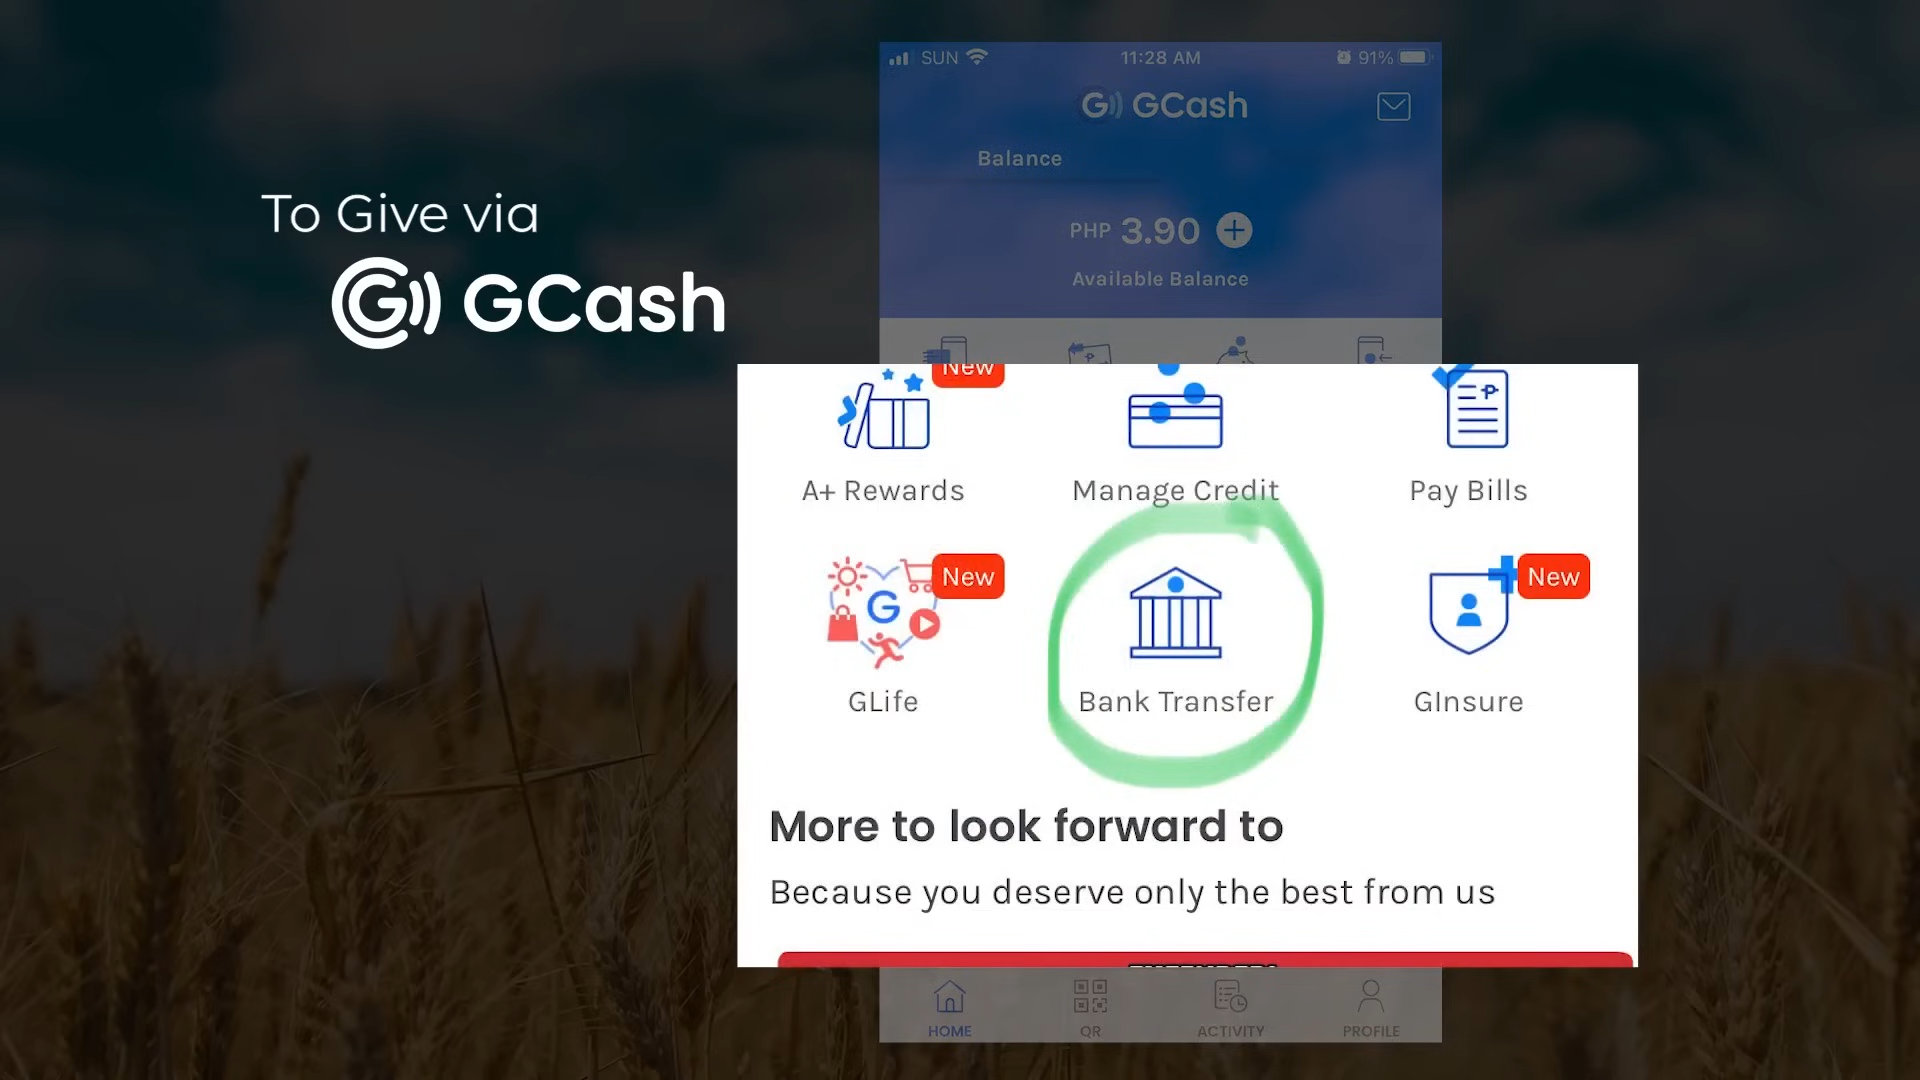 To Give via
GCash
SUN
11:28 AM
91%
GCash
Balance
PHP 3.90
Available Balance
New
A+ Rewards
Manage Credit
Pay Bills
New
New
GLife
Bank Transfer
GInsure
More to look forward to
Because you deserve only the best from us
HOME
QR
ACTIVITY
PROFILE